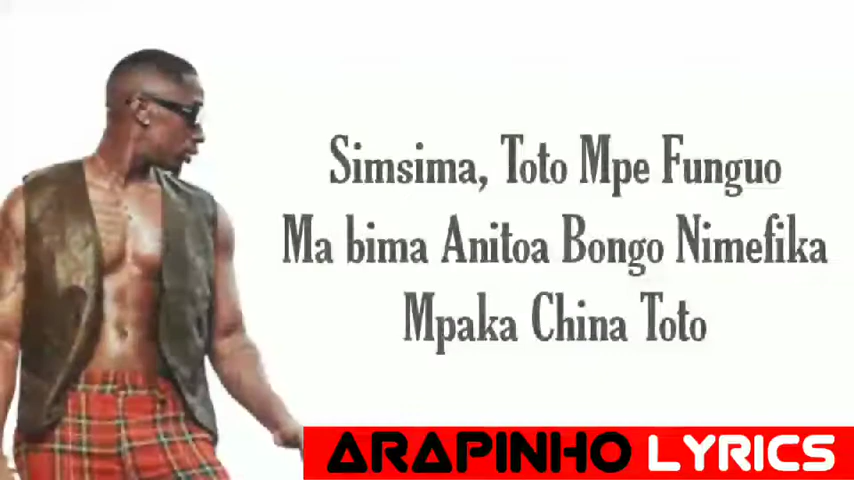 Simsima, Toto Mpe Funguo
Ma bima Anitoa Bongo Nimefika
Mpaka China Toto
ARAPINHO LYRICS